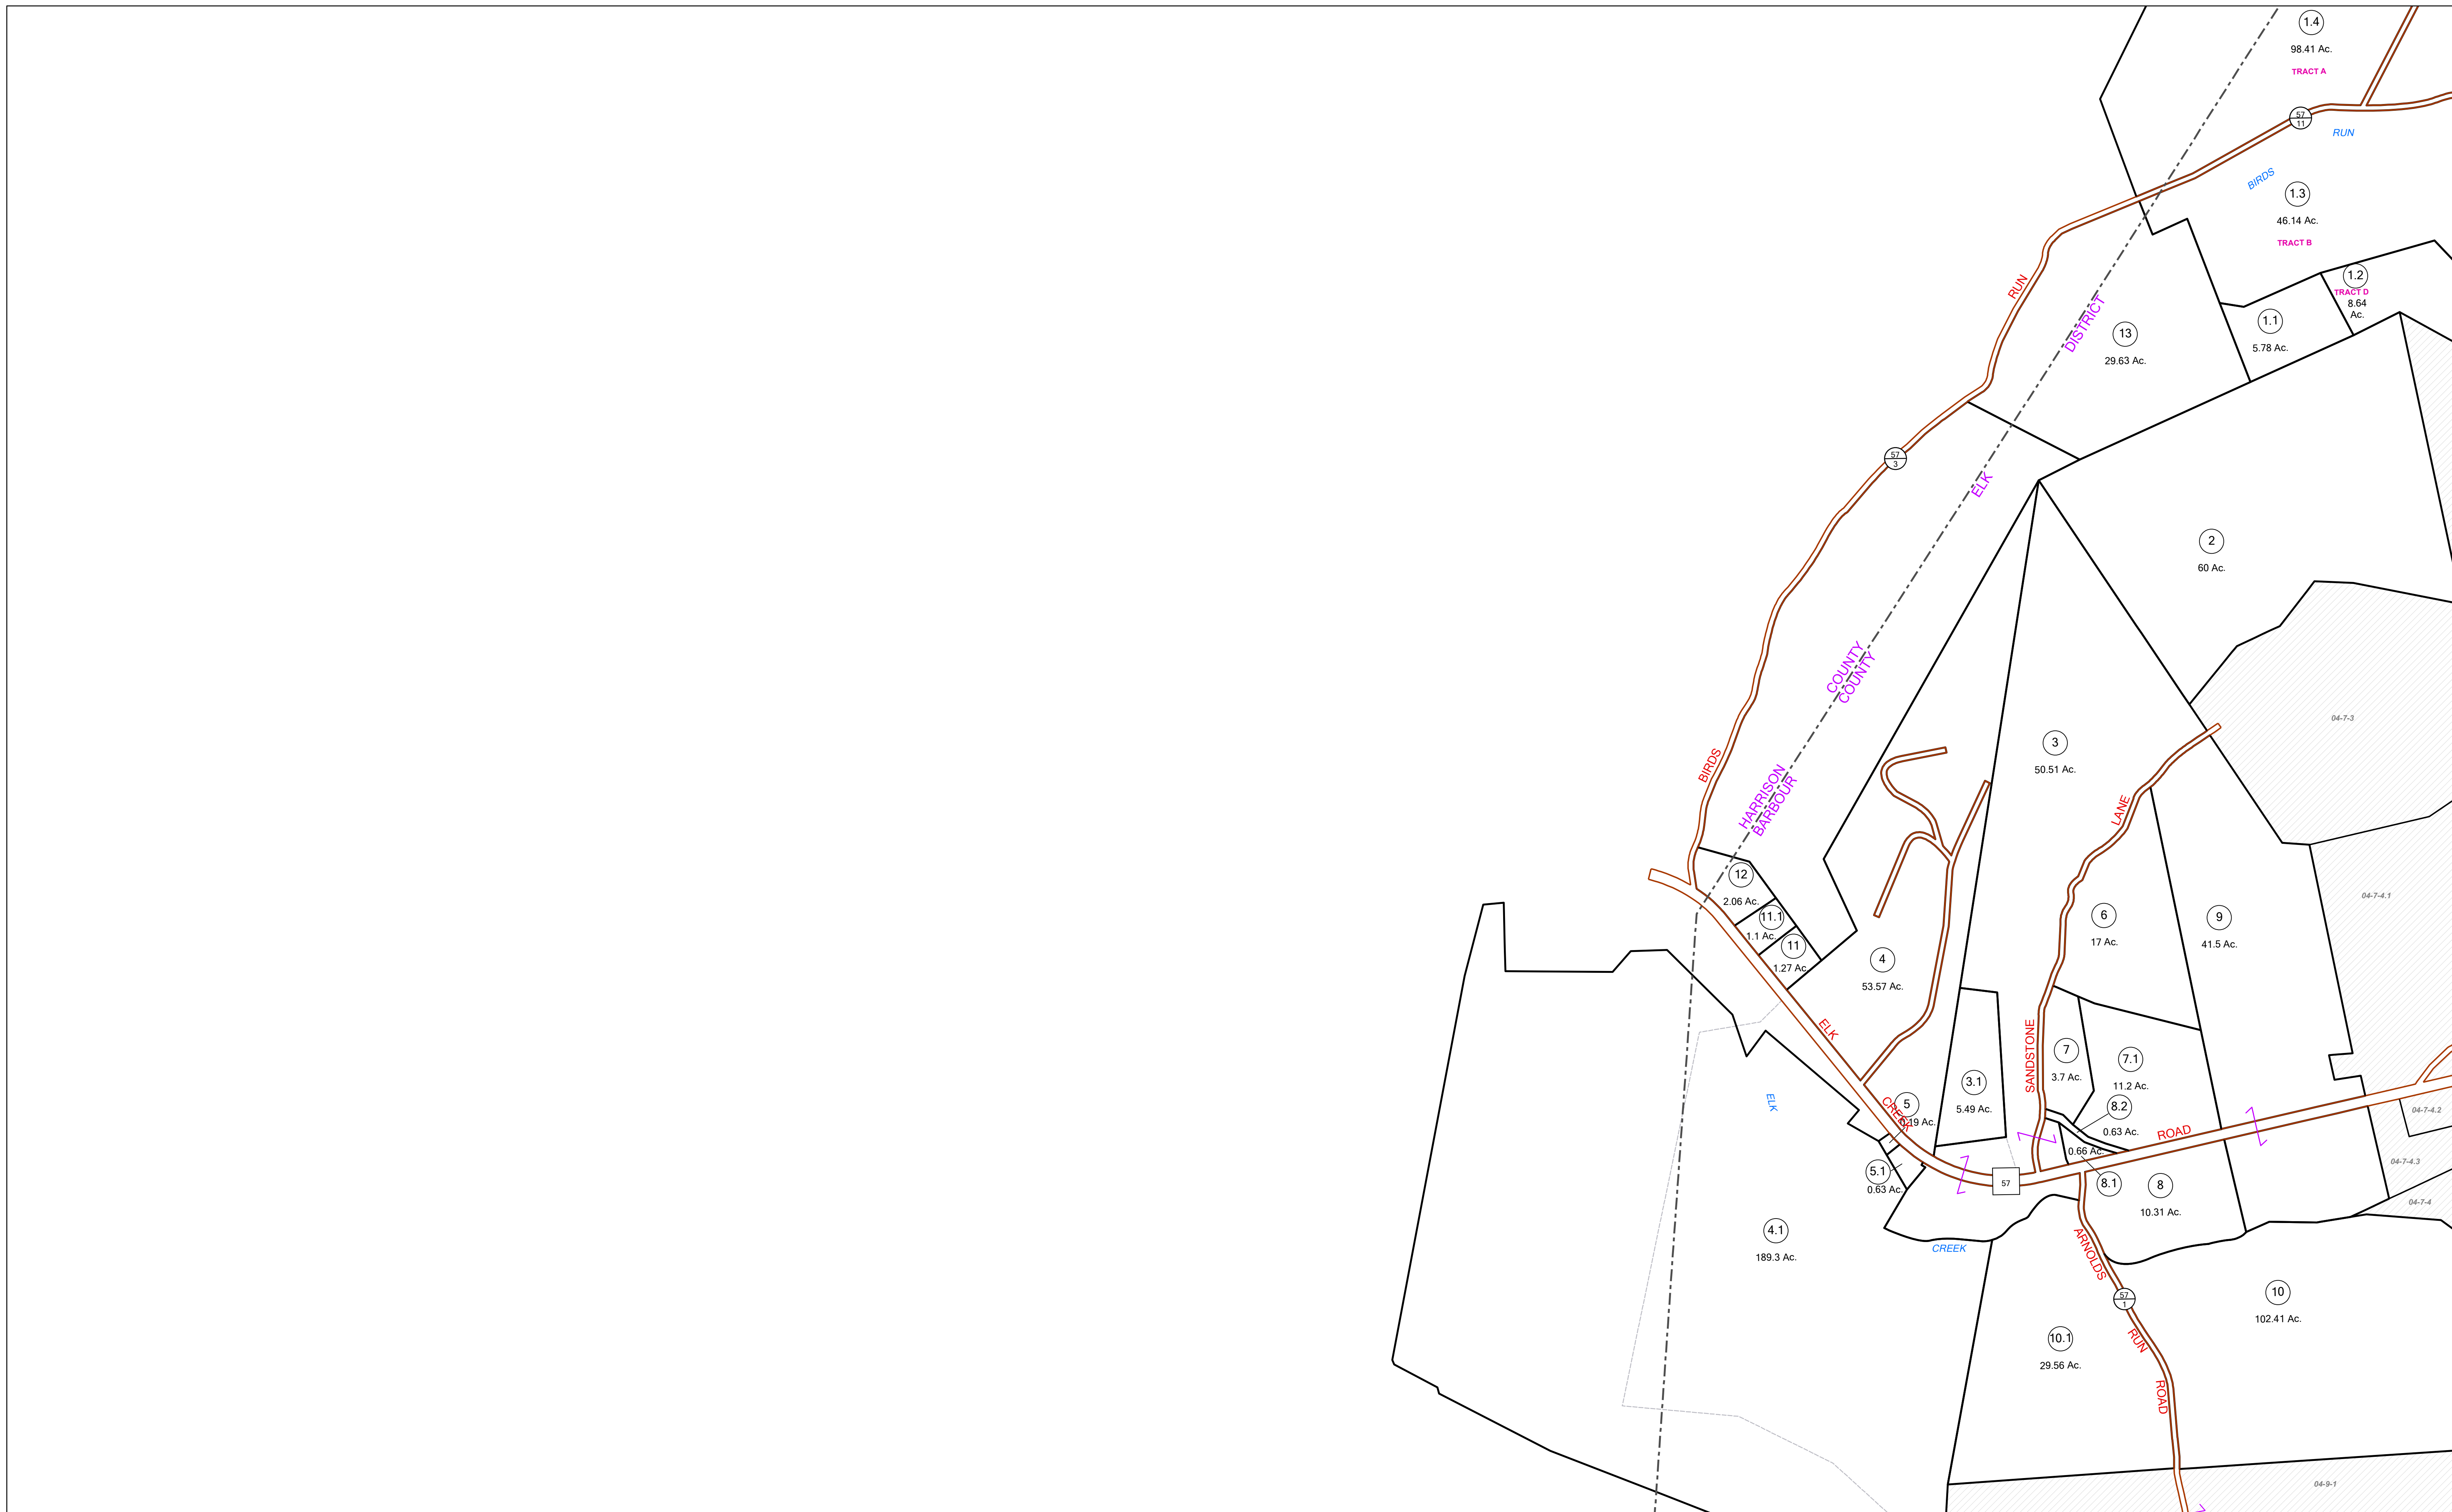 1.4
98.41 Ac.
TRACT A
57
11
RUN
BIRDS
1.3
46.14 Ac.
TRACT B
1.2
TRACT D
8.64
Ac.
1.1
5.78 Ac.
RUN
DISTRICT
13
29.63 Ac.
57
3
ELK
2
60 Ac.
COUNTY
COUNTY
04-7-3
3
50.51 Ac.
BIRDS
HARRISON
BARBOUR
LANE
12
2.06 Ac.
11.1
1.1 Ac.
11
1.27 Ac.
4
53.57 Ac.
6
17 Ac.
9
41.5 Ac.
04-7-4.1
ELK
SANDSTONE
7
3.7 Ac.
7.1
11.2 Ac.
3.1
5.49 Ac.
ELK
CREEK
5
0.19 Ac.
8.2
0.63 Ac.
ROAD
04-7-4.2
0.66 Ac.
8.1
04-7-4.3
5.1
0.63 Ac.
57
8
10.31 Ac.
04-7-4
4.1
189.3 Ac.
CREEK
ARNOLDS
57
1
10
102.41 Ac.
10.1
29.56 Ac.
RUN
ROAD
04-9-1